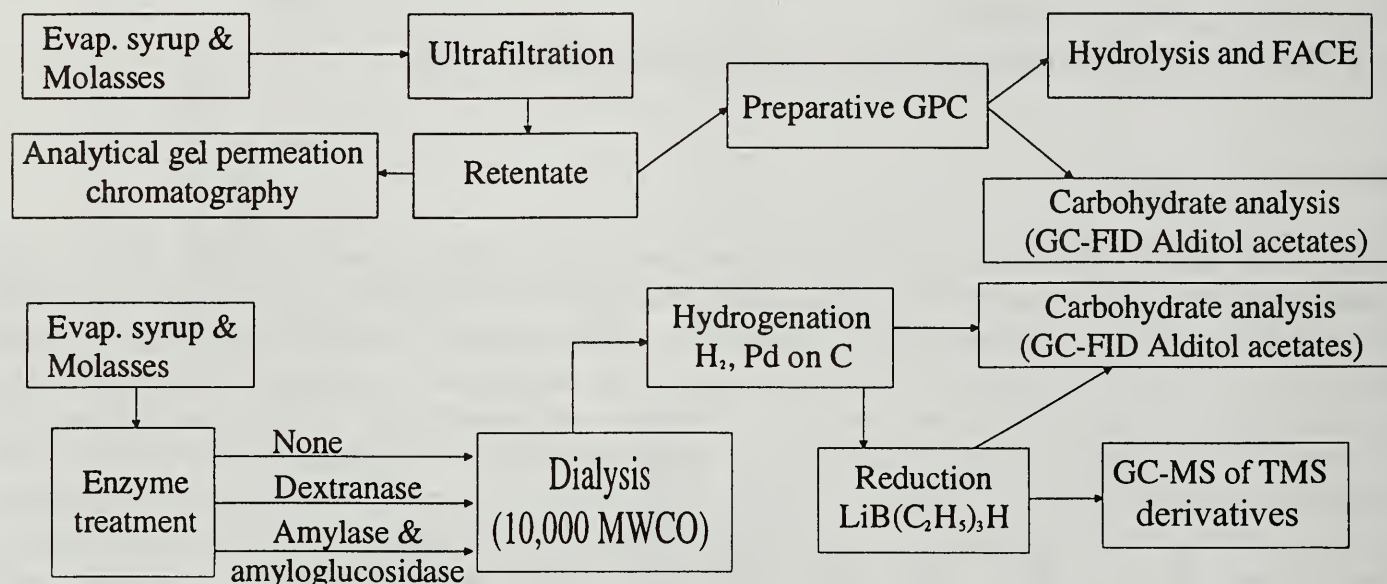 Evap. syrup &
Molasses
Ultrafiltration
Hydrolysis and FACE
Preparative GPC
Analytical gel permeation
chromatography
Retentate
Carbohydrate analysis
(GC-FID Alditol acetates)
Evap. syrup &
Molasses
Hydrogenation
H₂, Pd on C
Carbohydrate analysis
(GC-FID Alditol acetates)
Enzyme
treatment
None
Dextranase
Amylase &
amyloglucosidase
Dialysis
(10,000 MWCO)
Reduction
LiB(C₂H₅)₃H
GC-MS of TMS
derivatives